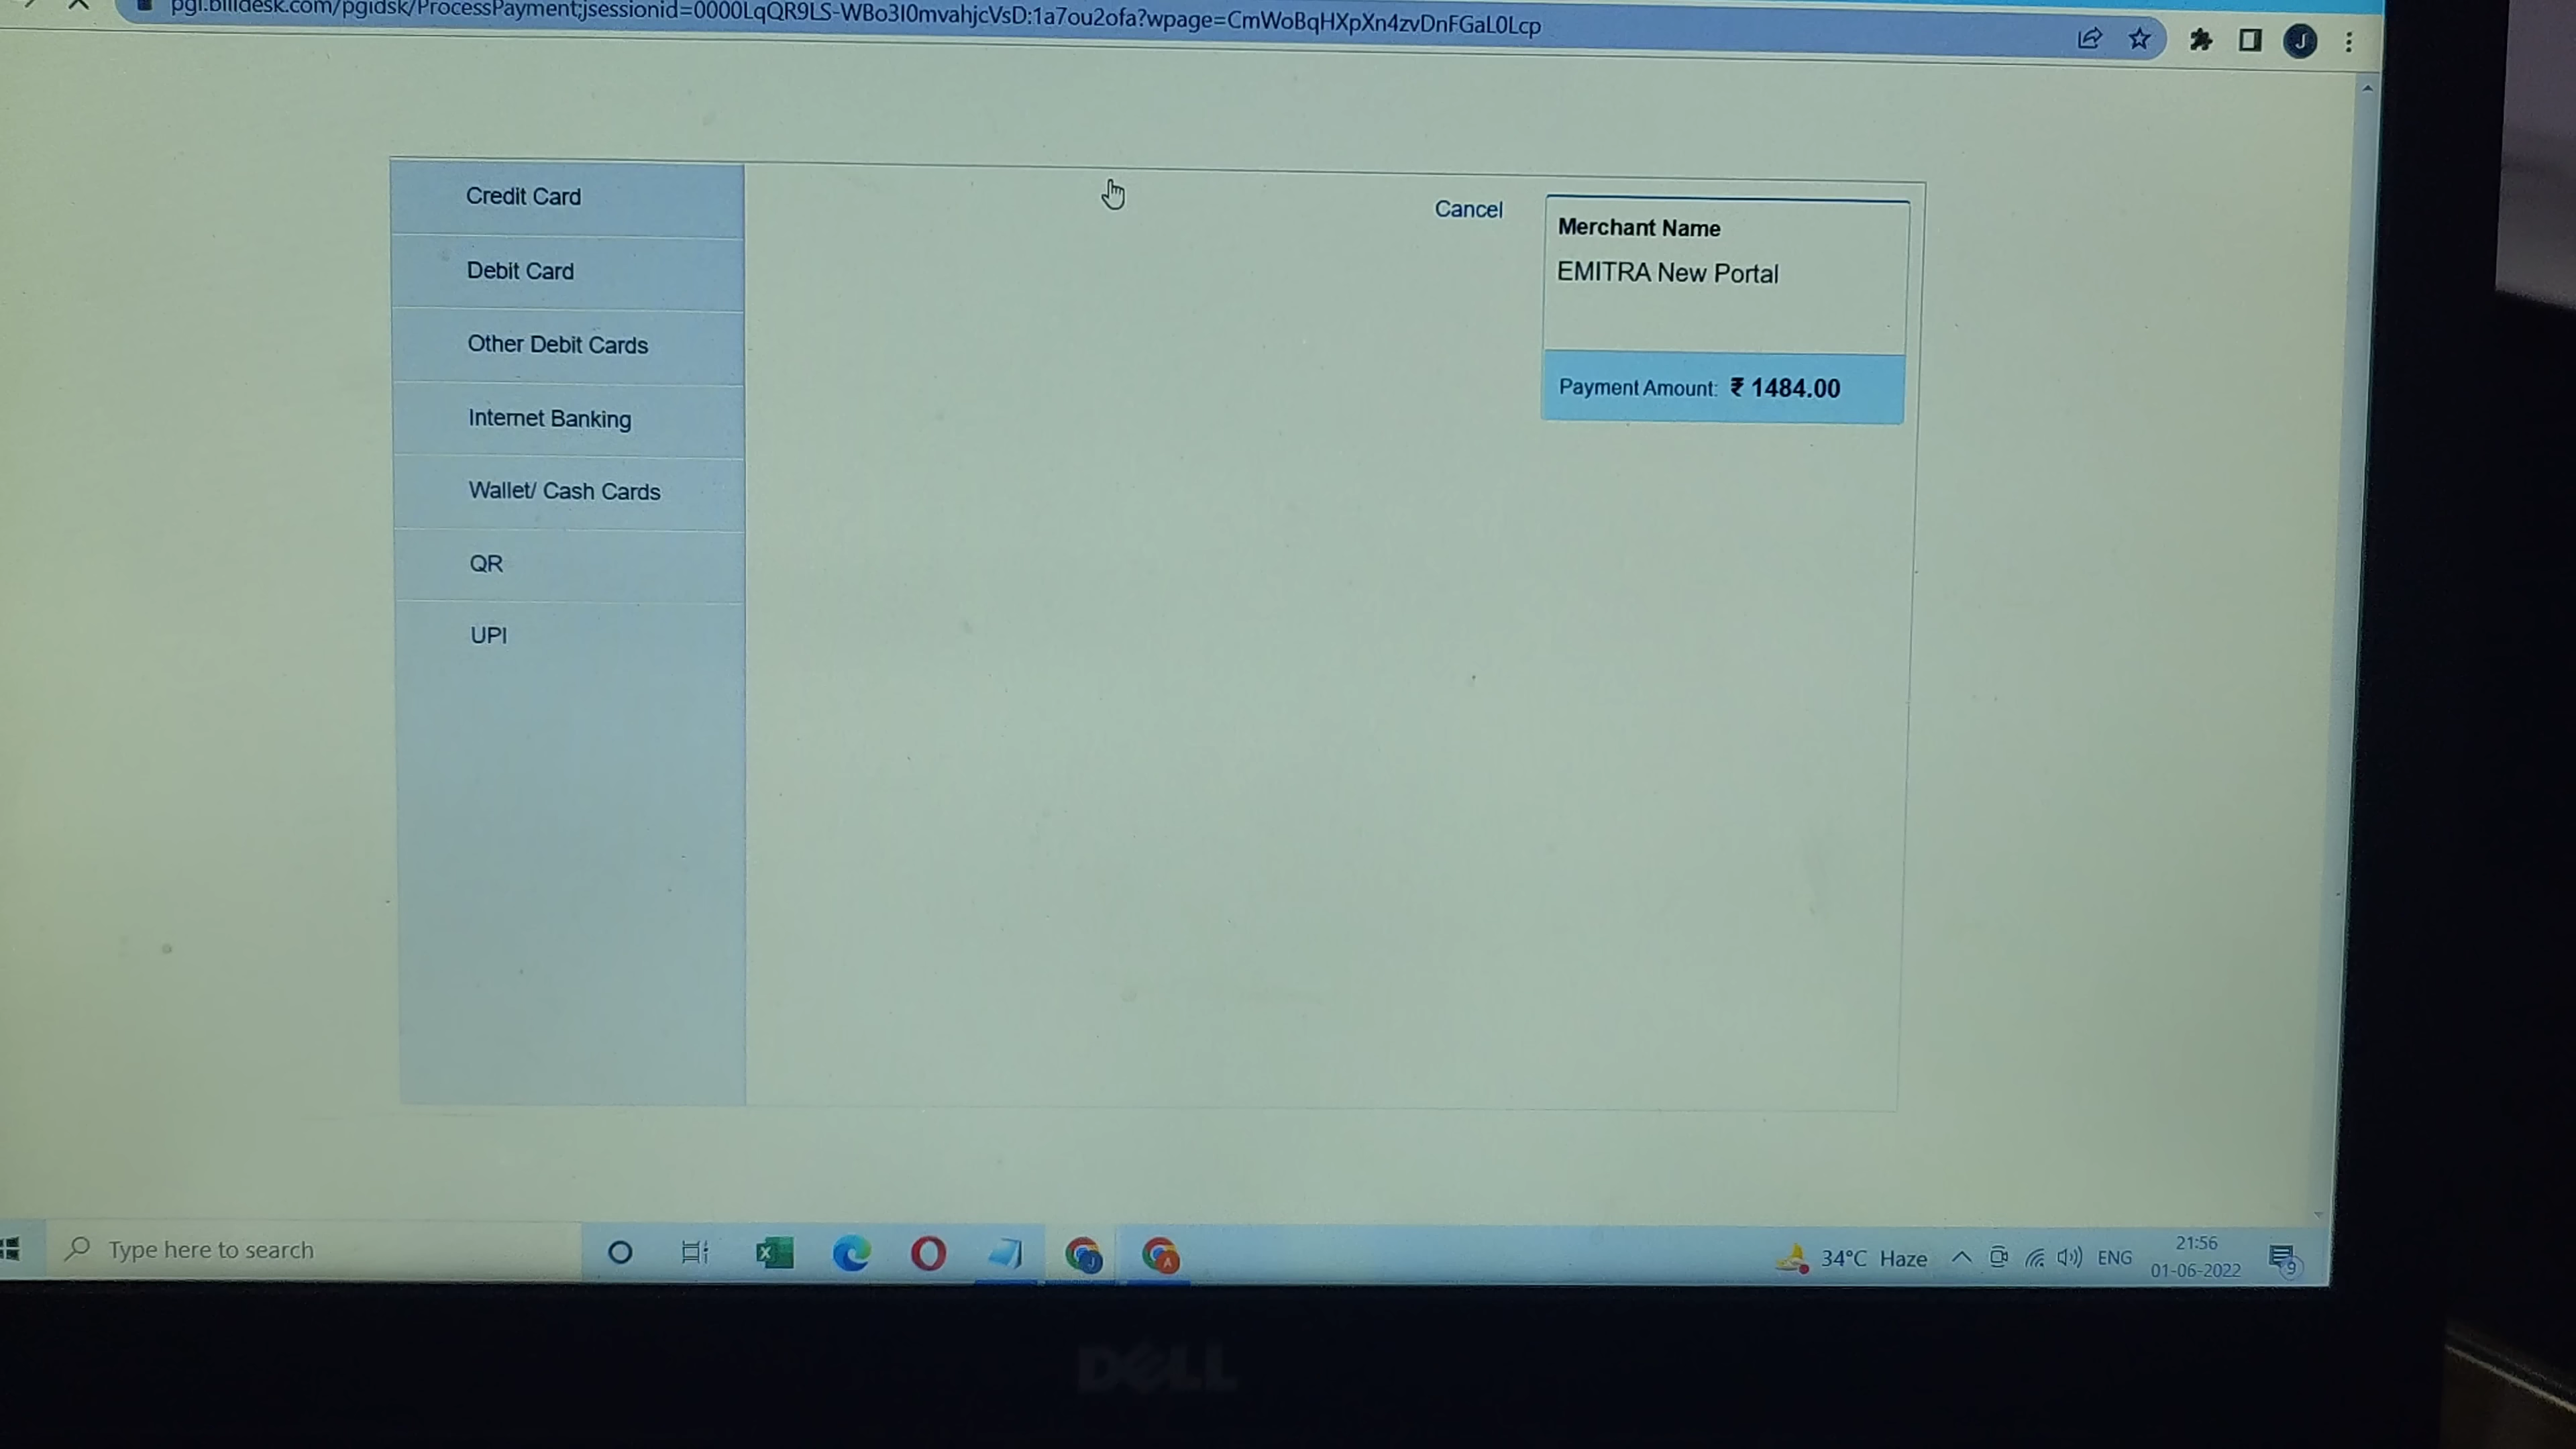 pgi.billdesk.com/pgidsk/ProcessPayment;jsessionid=0000LqQR9LS-WBo3I0mvahjcVsD:1a7ou2ofa?wpage=CmWoBqHXpXn4zvDnFGaL0Lcp
J
Credit Card
Debit Card
Other Debit Cards
Internet Banking
Wallet/ Cash Cards
QR
UPI
Cancel
Merchant Name
EMITRA New Portal
Payment Amount: ₹ 1484.00
Type here to search
34°C Haze
ENG
21:56
01-06-2022
9
DELL